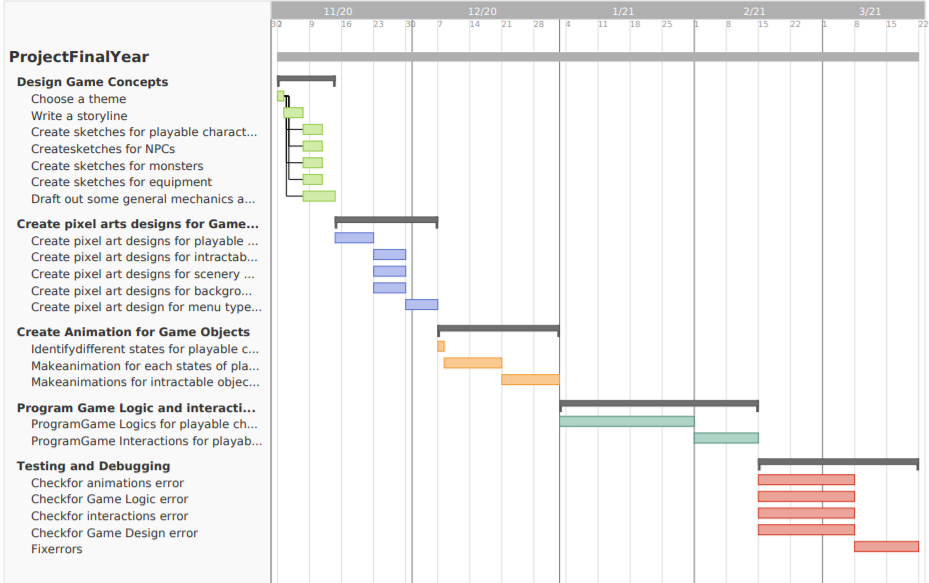 11/20 12/20 1/21 2/21 3/21
2 9 16 23 30 7 14 21 28 4 11 18 25 1 8 15 22 1 8 15 22
ProjectFinalYear
Design Game Concepts
Choose a theme
Write a storyline
Create sketches for playable charact...
Createsketches for NPCs
Create sketches for monsters
Create sketches for equipment
Draft out some general mechanics a...
Create pixel arts designs for Game...
Create pixel art designs for playable ...
Create pixel art designs for intractab...
Create pixel art designs for scenery ...
Create pixel art designs for backgro...
Create pixel art design for menu type...
Create Animation for Game Objects
Identifydifferent states for playable c...
Makeanimation for each states of pla...
Makeanimations for intractable objec...
Program Game Logic and interacti...
ProgramGame Logics for playable ch...
ProgramGame Interactions for playab...
Testing and Debugging
Checkfor animations error
Checkfor Game Logic error
Checkfor interactions error
Checkfor Game Design error
Fixerrors